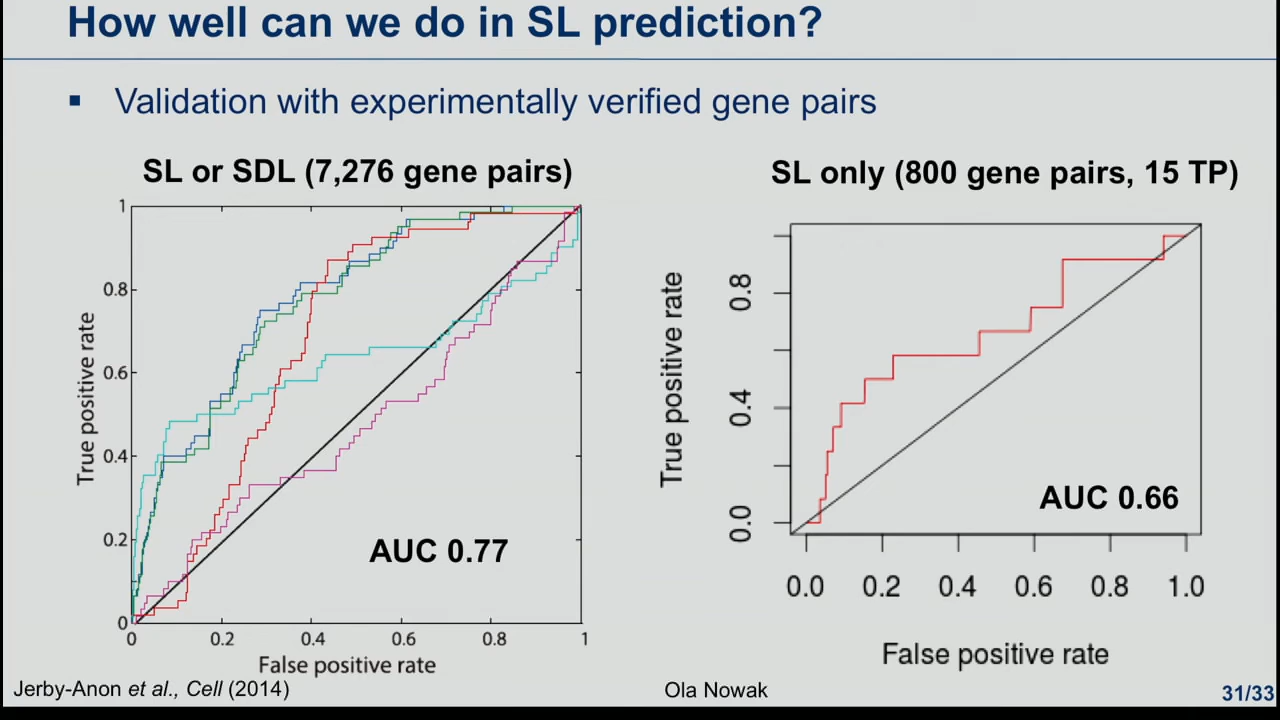 How well can we do in SL prediction?
▪ Validation with experimentally verified gene pairs
SL or SDL (7,276 gene pairs)
1
0.8
0.6
0.4
0.2
0
True positive rate
AUC 0.77
0 0.2 0.4 0.6 0.8 1
False positive rate
SL only (800 gene pairs, 15 TP)
0.8
0.4
0.0
True positive rate
AUC 0.66
0.0 0.2 0.4 0.6 0.8 1.0
False positive rate
Jerby-Anon et al., Cell (2014)
Ola Nowak
31/33